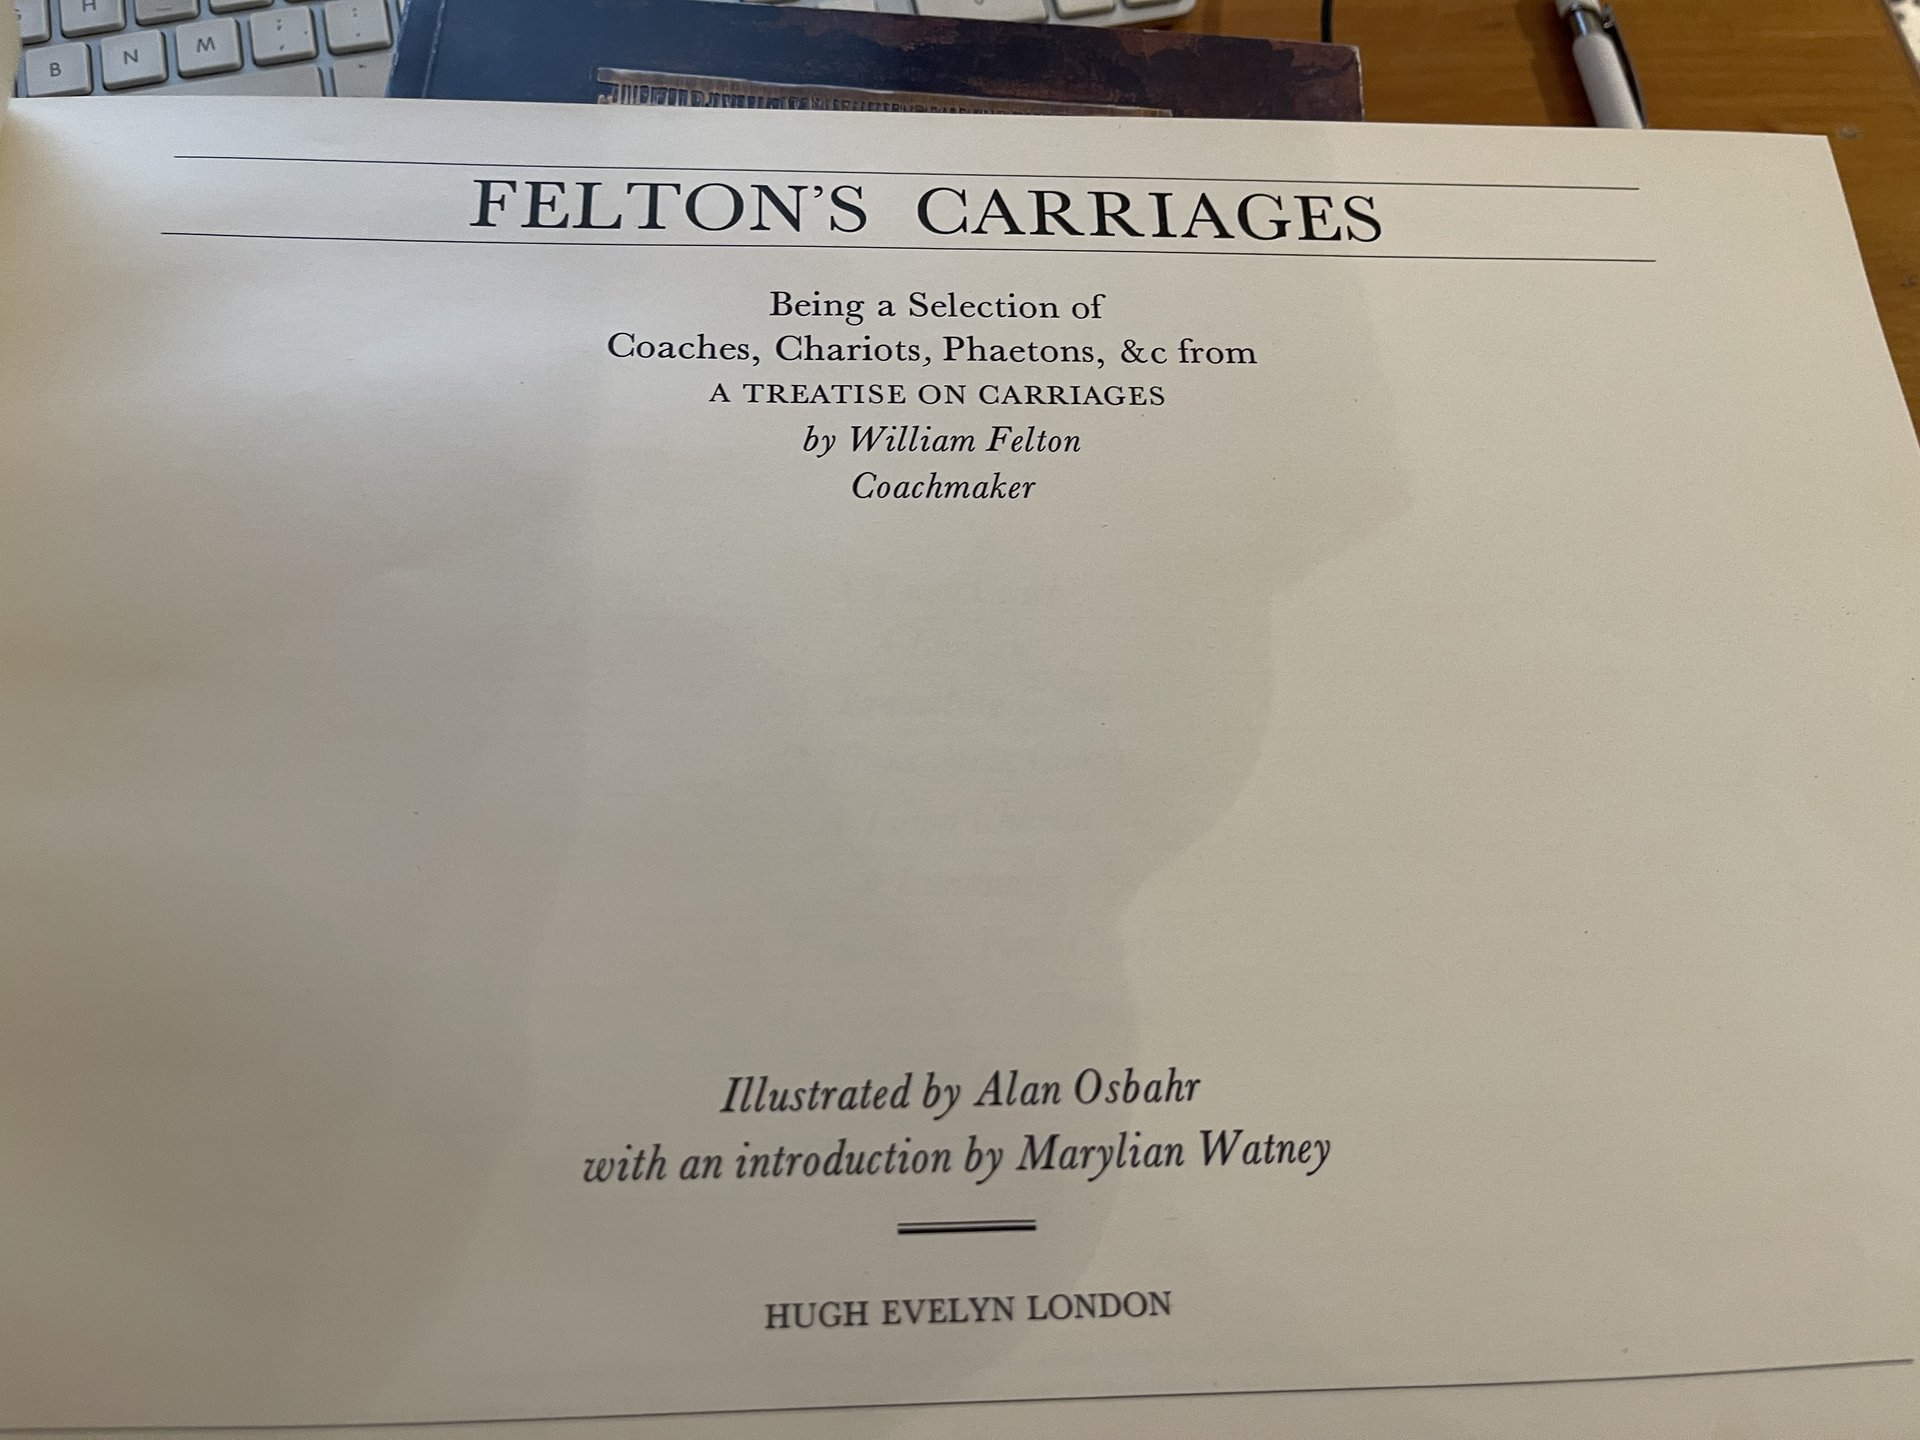 H
B
N
M
FELTON'S CARRIAGES
Being a Selection of
Coaches, Chariots, Phaetons, &c from
A TREATISE ON CARRIAGES
by William Felton
Coachmaker
Illustrated by Alan Osbahr
with an introduction by Marylian Watney
HUGH EVELYN LONDON